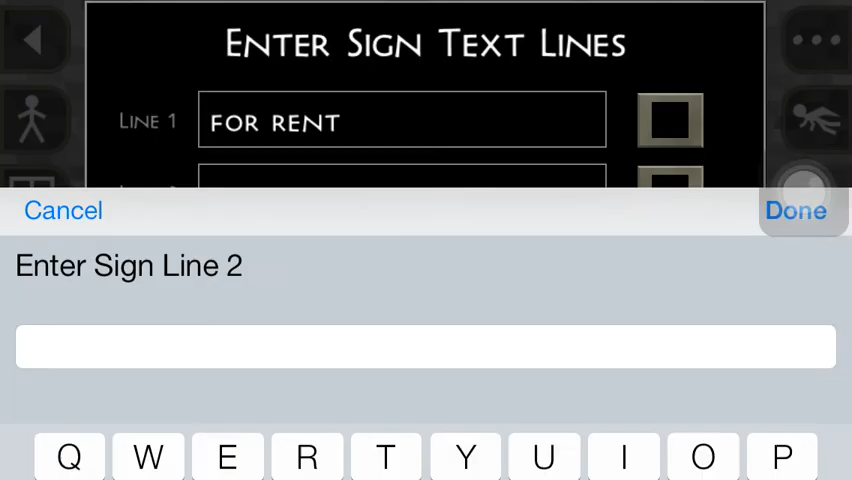 ENTER SIGN TEXT LINES
LINE 1 FOR RENT
Cancel Done
Enter Sign Line 2
Q W E R T Y U I O P